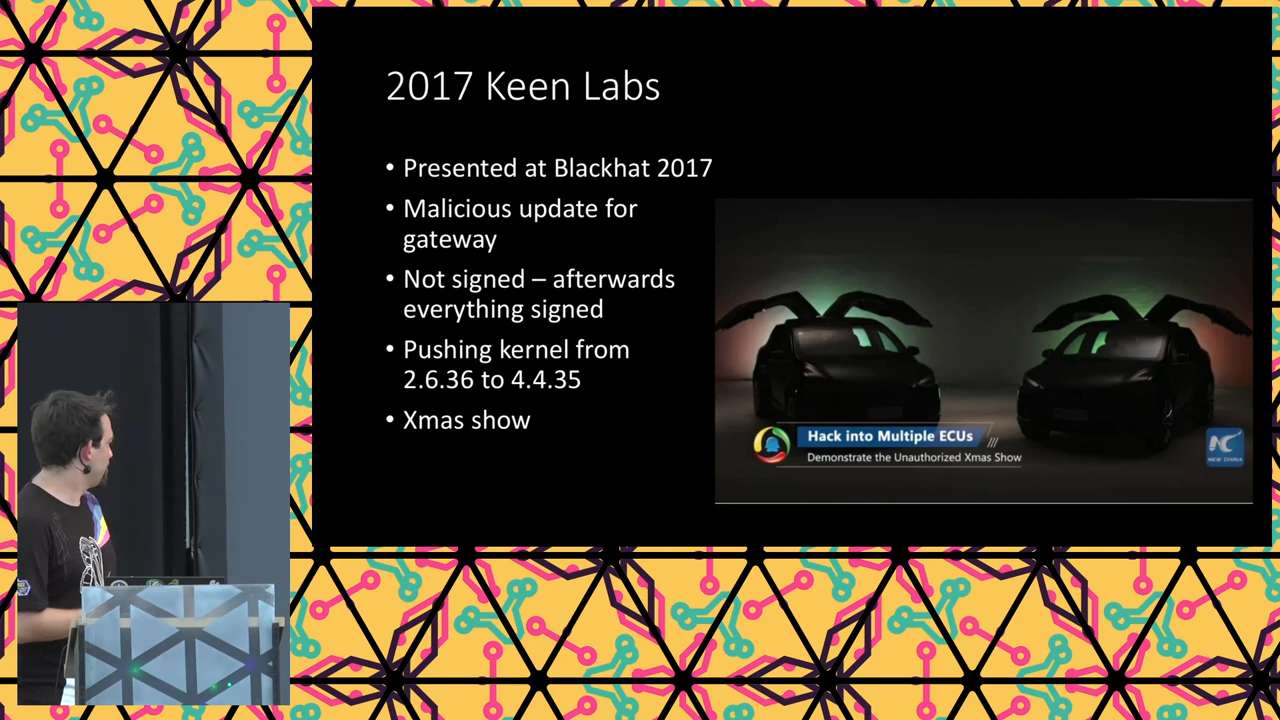 2017 Keen Labs
• Presented at Blackhat 2017
• Malicious update for
gateway
• Not signed – afterwards
everything signed
• Pushing kernel from
2.6.36 to 4.4.35
• Xmas show
Hack into Multiple ECUs
Demonstrate the Unauthorized Xmas Show
NEW CHINA